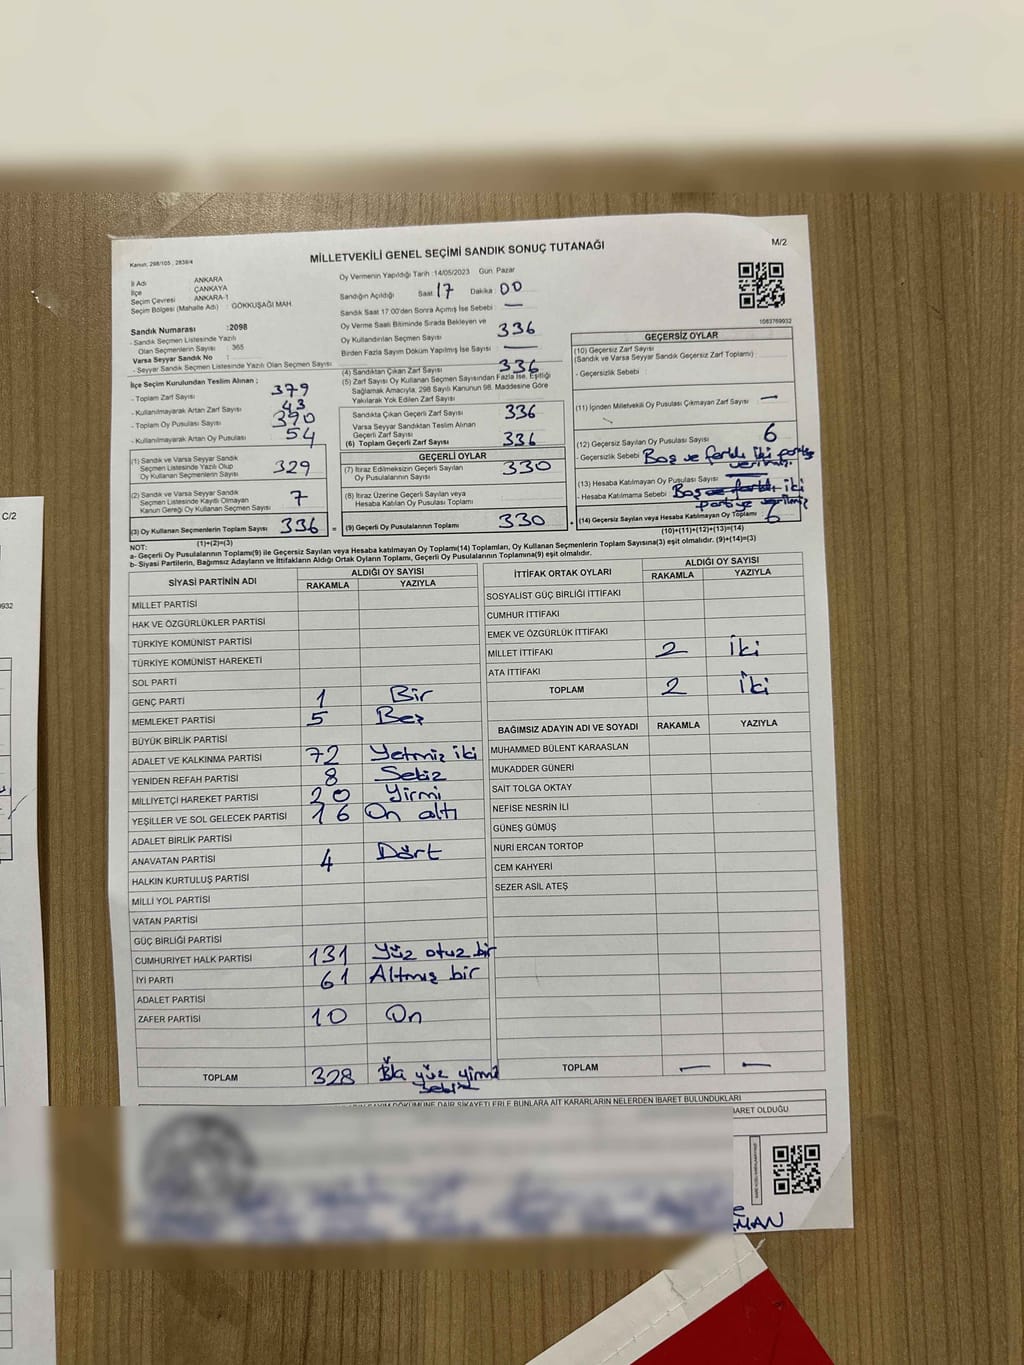 Kanun: 298/105 , 2839/4
MİLLETVEKİLİ GENEL SEÇİMİ SANDIK SONUÇ TUTANAĞI
M/2
İl Adı : ANKARA
İlçe : ÇANKAYA
Seçim Çevresi : ANKARA-1
Seçim Bölgesi (Mahalle Adı) : GÖKKUŞAĞI MAH.
Sandık Numarası :2098
- Sandık Seçmen Listesinde Yazılı
Olan Seçmenlerin Sayısı : 365
Varsa Seyyar Sandık No :
- Seyyar Sandık Seçmen Listesinde Yazılı Olan Seçmen Sayısı:
İlçe Seçim Kurulundan Teslim Alınan ;
- Toplam Zarf Sayısı 379
- Kullanılmayarak Artan Zarf Sayısı 43
- Toplam Oy Pusulası Sayısı 390
- Kullanılmayarak Artan Oy Pusulası 54
(1) Sandık ve Varsa Seyyar Sandık
Seçmen Listesinde Yazılı Olup
Oy Kullanan Seçmenlerin Sayısı 329
(2) Sandık ve Varsa Seyyar Sandık
Seçmen Listesinde Kayıtlı Olmayan
Kanun Gereği Oy Kullanan Seçmen Sayısı 7
(3) Oy Kullanan Seçmenlerin Toplam Sayısı 336 =
(1)+(2)=(3)
Oy Vermenin Yapıldığı Tarih :14/05/2023 Gün: Pazar
Sandığın Açıldığı Saat : 17 Dakika : 00
Sandık Saat 17:00'den Sonra Açılmış İse Sebebi : —
Oy Verme Saati Bitiminde Sırada Bekleyen ve
Oy Kullandırılan Seçmen Sayısı 336
Birden Fazla Sayım Döküm Yapılmış İse Sayısı : —
(4) Sandıktan Çıkan Zarf Sayısı 336
(5) Zarf Sayısı Oy Kullanan Seçmen Sayısından Fazla İse, Eşitliği
Sağlamak Amacıyla, 298 Sayılı Kanunun 98. Maddesine Göre
Yakılarak Yok Edilen Zarf Sayısı
Sandıkta Çıkan Geçerli Zarf Sayısı 336
Varsa Seyyar Sandıktan Teslim Alınan
Geçerli Zarf Sayısı
(6) Toplam Geçerli Zarf Sayısı 336
GEÇERLİ OYLAR
(7) İtiraz Edilmeksizin Geçerli Sayılan
Oy Pusulalarının Sayısı 330
(8) İtiraz Üzerine Geçerli Sayılan veya
Hesaba Katılan Oy Pusulası Toplamı
(9) Geçerli Oy Pusulalarının Toplamı 330
1083769932
GEÇERSİZ OYLAR
(10) Geçersiz Zarf Sayısı
(Sandık ve Varsa Seyyar Sandık Geçersiz Zarf Toplamı) :
- Geçersizlik Sebebi :
(11) İçinden Milletvekili Oy Pusulası Çıkmayan Zarf Sayısı —
(12) Geçersiz Sayılan Oy Pusulası Sayısı 6
- Geçersizlik Sebebi : Boş ve farklı iki
(13) Hesaba Katılmayan Oy Pusulası Sayısı
- Hesaba Katılmama Sebebi : Boş ve farklı iki
partiye
(14) Geçersiz Sayılan veya Hesaba Katılmayan Oy Toplamı : 6
(10)+(11)+(12)+(13)=(14)
NOT:
a- Geçerli Oy Pusulalarının Toplamı(9) ile Geçersiz Sayılan veya Hesaba katılmayan Oy Toplamı(14) Toplamları, Oy Kullanan Seçmenlerin Toplam Sayısına(3) eşit olmalıdır. (9)+(14)=(3)
b- Siyasi Partilerin, Bağımsız Adayların ve İttifakların Aldığı Ortak Oyların Toplamı, Geçerli Oy Pusulalarının Toplamına(9) eşit olmalıdır.
SİYASİ PARTİNİN ADI ALDIĞI OY SAYISI
RAKAMLA YAZIYLA
MİLLET PARTİSİ
HAK VE ÖZGÜRLÜKLER PARTİSİ
TÜRKİYE KOMÜNİST PARTİSİ
TÜRKİYE KOMÜNİST HAREKETİ
SOL PARTİ
GENÇ PARTİ 1 Bir
MEMLEKET PARTİSİ 5 Beş
BÜYÜK BİRLİK PARTİSİ
ADALET VE KALKINMA PARTİSİ 72 Yetmiş iki
YENİDEN REFAH PARTİSİ 8 Sekiz
MİLLİYETÇİ HAREKET PARTİSİ 20 Yirmi
YEŞİLLER VE SOL GELECEK PARTİSİ 16 On altı
ADALET BİRLİK PARTİSİ
ANAVATAN PARTİSİ 4 Dört
HALKIN KURTULUŞ PARTİSİ
MİLLİ YOL PARTİSİ
VATAN PARTİSİ
GÜÇ BİRLİĞİ PARTİSİ
CUMHURİYET HALK PARTİSİ 131 Yüz otuz bir
İYİ PARTİ 61 Altmış bir
ADALET PARTİSİ
ZAFER PARTİSİ 10 On
TOPLAM 328 yüz yirmi
sekiz
İTTİFAK ORTAK OYLARI ALDIĞI OY SAYISI
RAKAMLA YAZIYLA
SOSYALİST GÜÇ BİRLİĞİ İTTİFAKI
CUMHUR İTTİFAKI
EMEK VE ÖZGÜRLÜK İTTİFAKI
MİLLET İTTİFAKI 2 İki
ATA İTTİFAKI
TOPLAM 2 İki
BAĞIMSIZ ADAYIN ADI VE SOYADI RAKAMLA YAZIYLA
MUHAMMED BÜLENT KARAASLAN
MUKADDER GÜNERİ
SAİT TOLGA OKTAY
NEFİSE NESRİN İLİ
GÜNEŞ GÜMÜŞ
NURİ ERCAN TORTOP
CEM KAHYERİ
SEZER ASİL ATEŞ
TOPLAM — —
SAYIM DÖKÜMÜNE DAİR ŞİKAYETLERLE BUNLARA AİT KARARLARIN NELERDEN İBARET BULUNDUKLARI
İBARET OLDUĞU
MAN
C/2
932